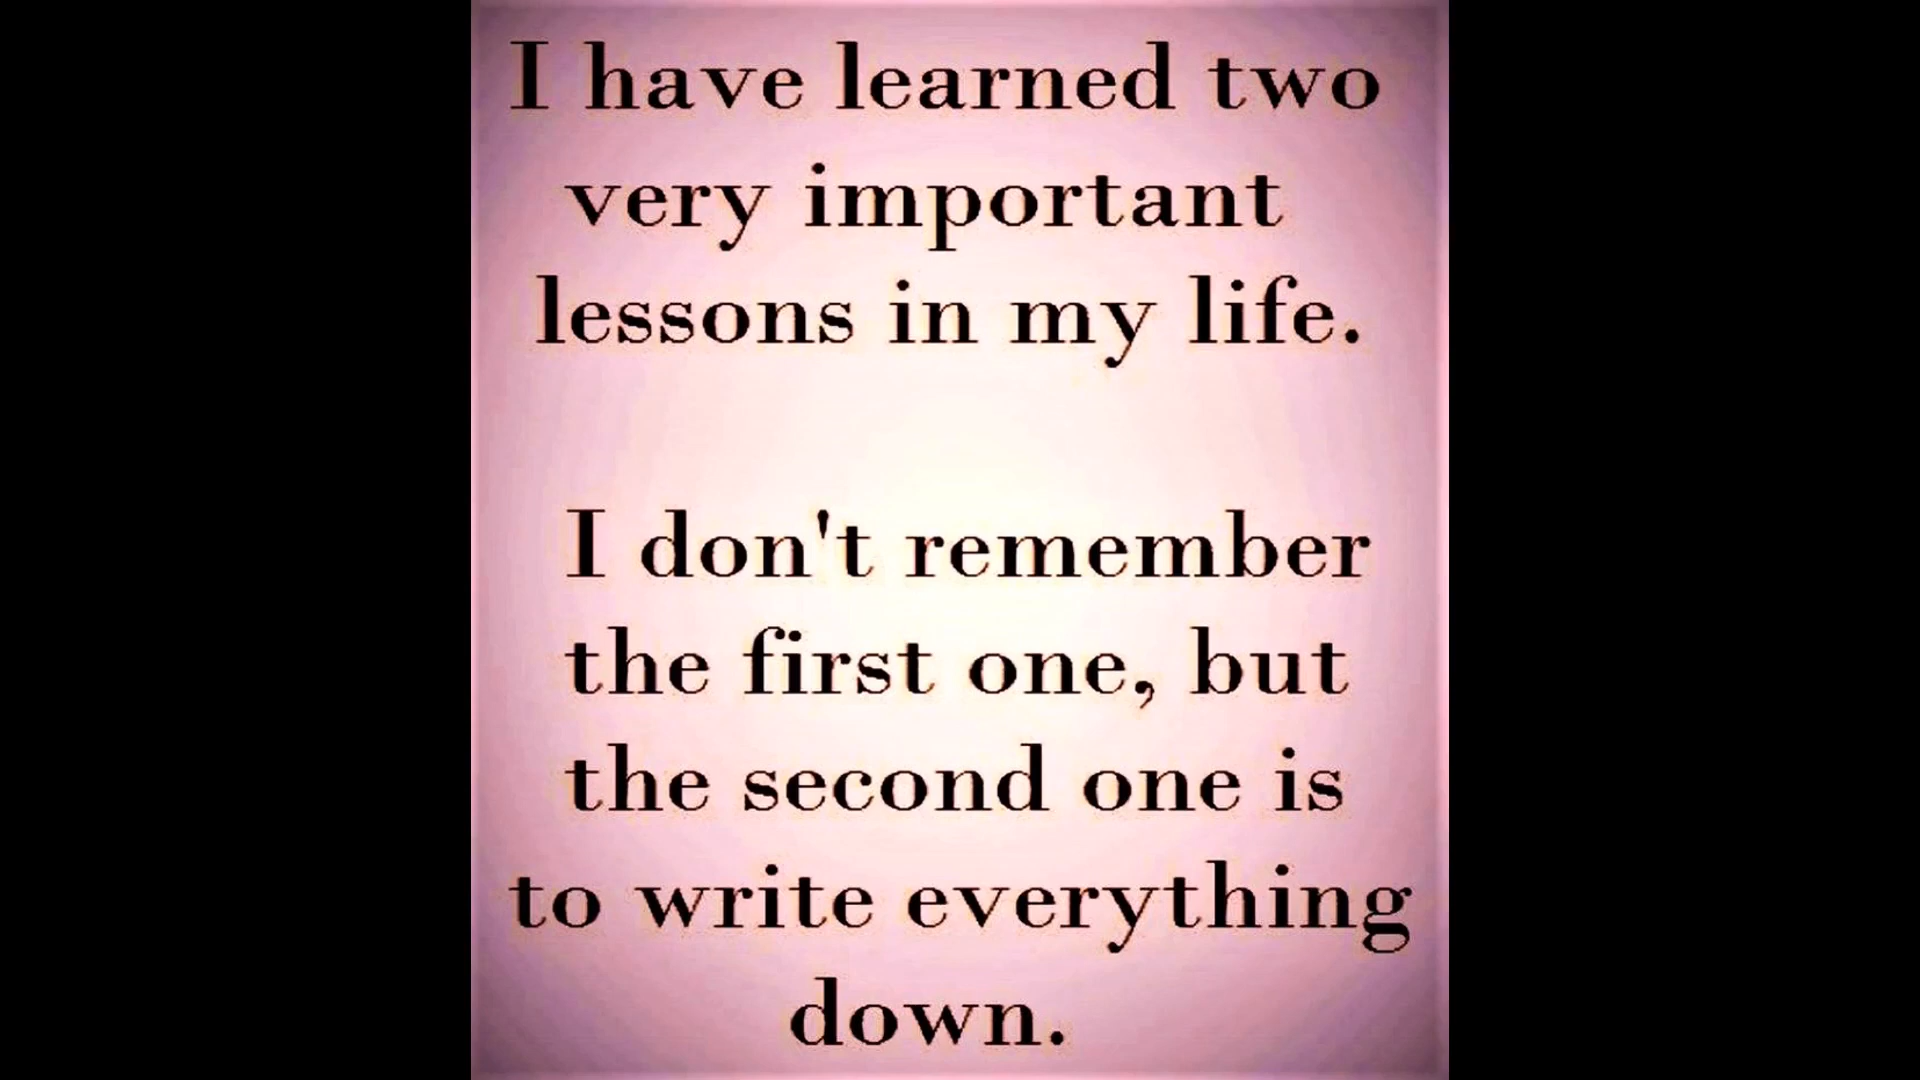 I have learned two
very important
lessons in my life.
I don't remember
the first one, but
the second one is
to write everything
down.